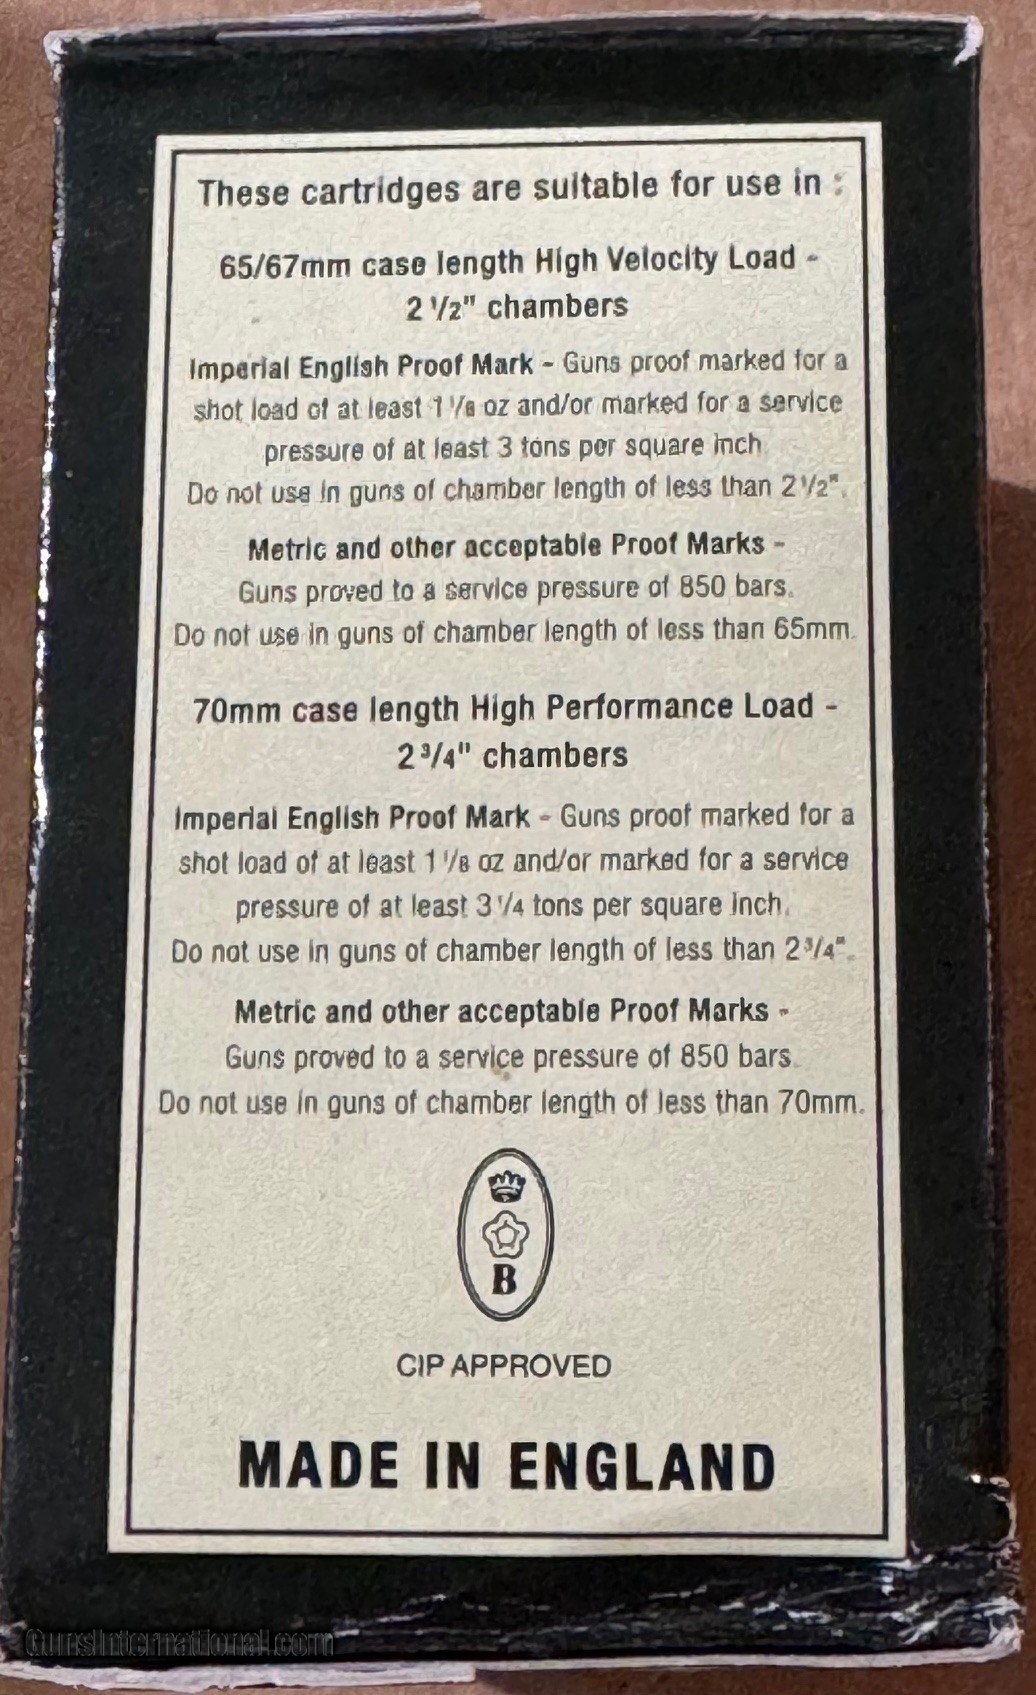 These cartridges are suitable for use in :
65/67mm case length High Velocity Load -
2 1/2" chambers
Imperial English Proof Mark - Guns proof marked for a
shot load of at least 1 1/8 oz and/or marked for a service
pressure of at least 3 tons per square inch
Do not use in guns of chamber length of less than 2 1/2".
Metric and other acceptable Proof Marks -
Guns proved to a service pressure of 850 bars.
Do not use in guns of chamber length of less than 65mm.
70mm case length High Performance Load -
2 3/4" chambers
Imperial English Proof Mark - Guns proof marked for a
shot load of at least 1 1/8 oz and/or marked for a service
pressure of at least 3 1/4 tons per square inch.
Do not use in guns of chamber length of less than 2 3/4".
Metric and other acceptable Proof Marks -
Guns proved to a service pressure of 850 bars.
Do not use in guns of chamber length of less than 70mm.
B
CIP APPROVED
MADE IN ENGLAND
GunsInternational.com